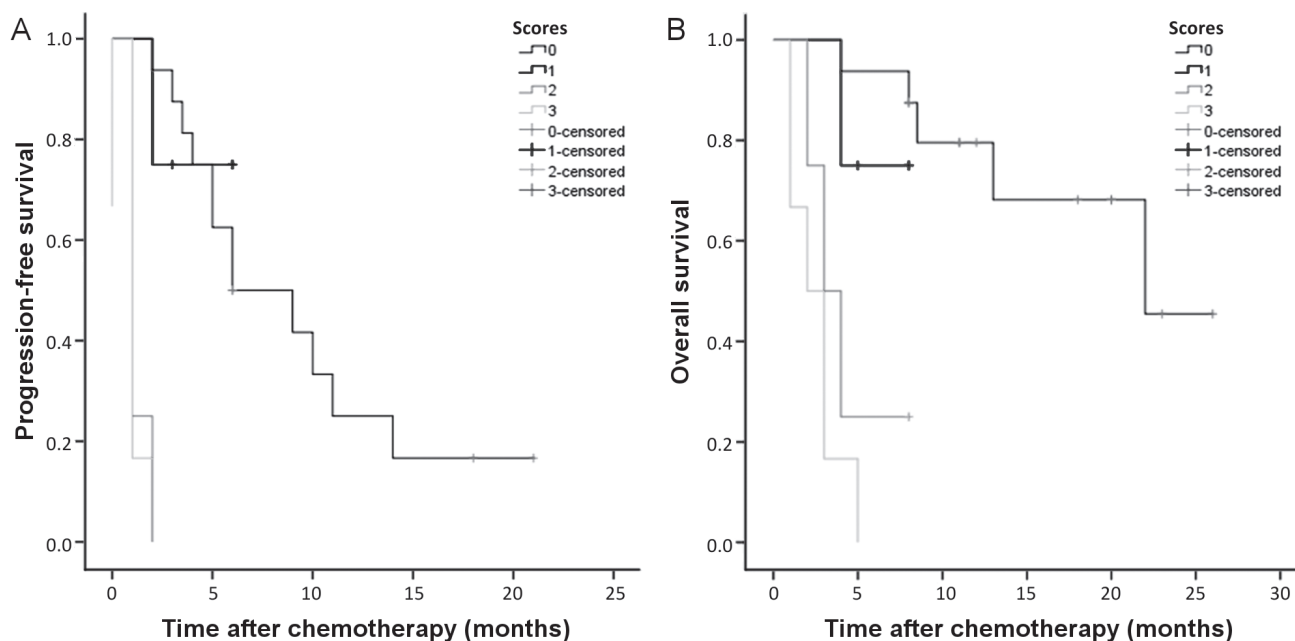 A
Scores
0
1
2
3
0-censored
1-censored
2-censored
3-censored
1.0
0.8
0.6
0.4
0.2
0.0
Progression-free survival
0 5 10 15 20 25
Time after chemotherapy (months)
B
Scores
0
1
2
3
0-censored
1-censored
2-censored
3-censored
1.0
0.8
0.6
0.4
0.2
0.0
Overall survival
0 5 10 15 20 25 30
Time after chemotherapy (months)